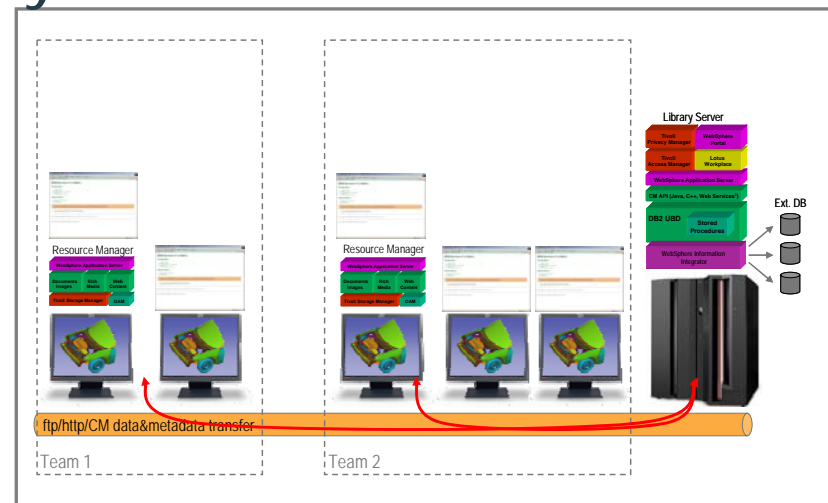 Library Server
Tivoli
Privacy Manager
WebSphere
Portal
Tivoli
Access Manager
Lotus
Workplace
WebSphere Application Server
CM API (Java, C++, Web Services*)
DB2 UBD
Stored
Procedures
WebSphere Information
Integrator
Ext. DB
Resource Manager
WebSphere Application Server
Documents
Images
Rich
Media
Web
Content
Tivoli Storage Manager
Resource Manager
WebSphere Application Server
Documents
Images
Rich
Media
Web
Content
Tivoli Storage Manager
ftp/http/CM data&metadata transfer
Team 1
Team 2